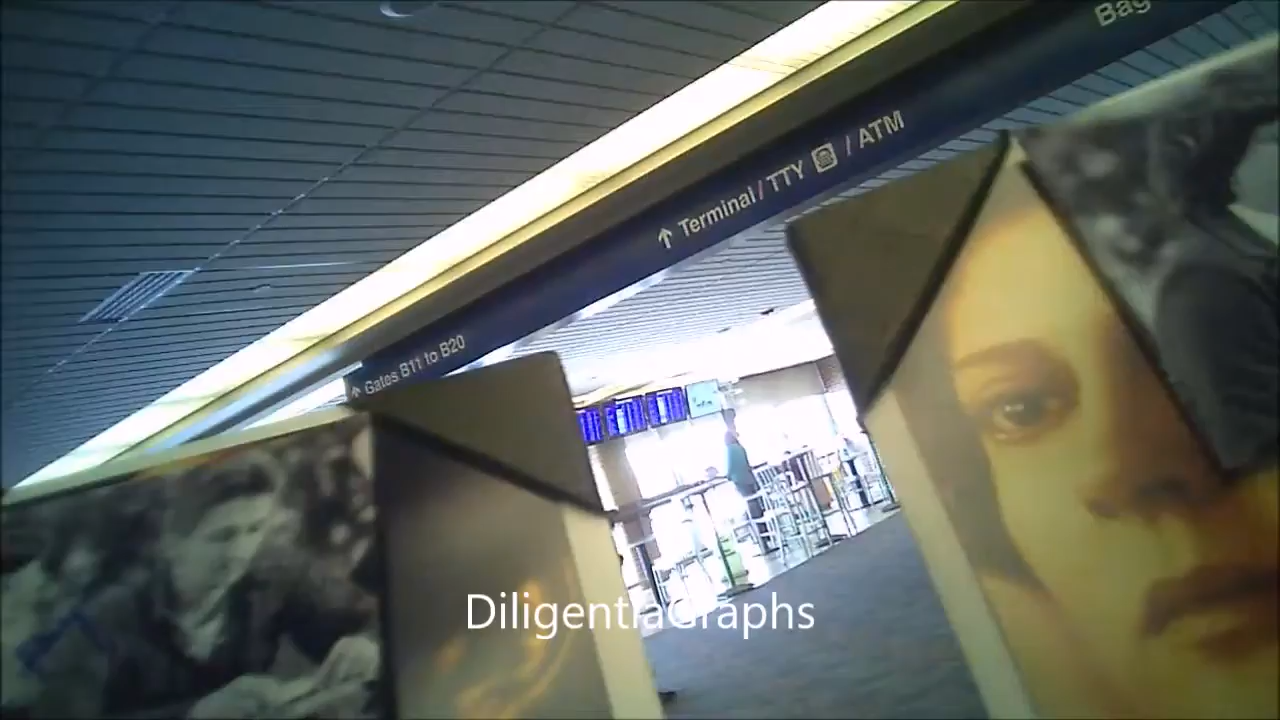 Bag
↑ Terminal / TTY / ATM
↑ Gates B11 to B20
DiligentiaGraphs